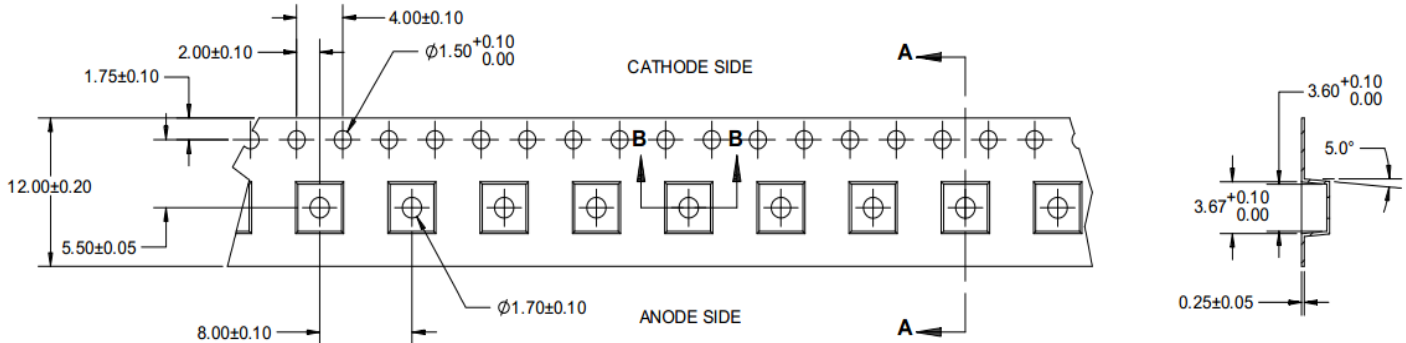 4.00±0.10
2.00±0.10
Ø1.50 +0.10
0.00
1.75±0.10
CATHODE SIDE
A
3.60 +0.10
0.00
B B
5.0°
12.00±0.20
3.67 +0.10
0.00
5.50±0.05
Ø1.70±0.10
ANODE SIDE
0.25±0.05
8.00±0.10
A